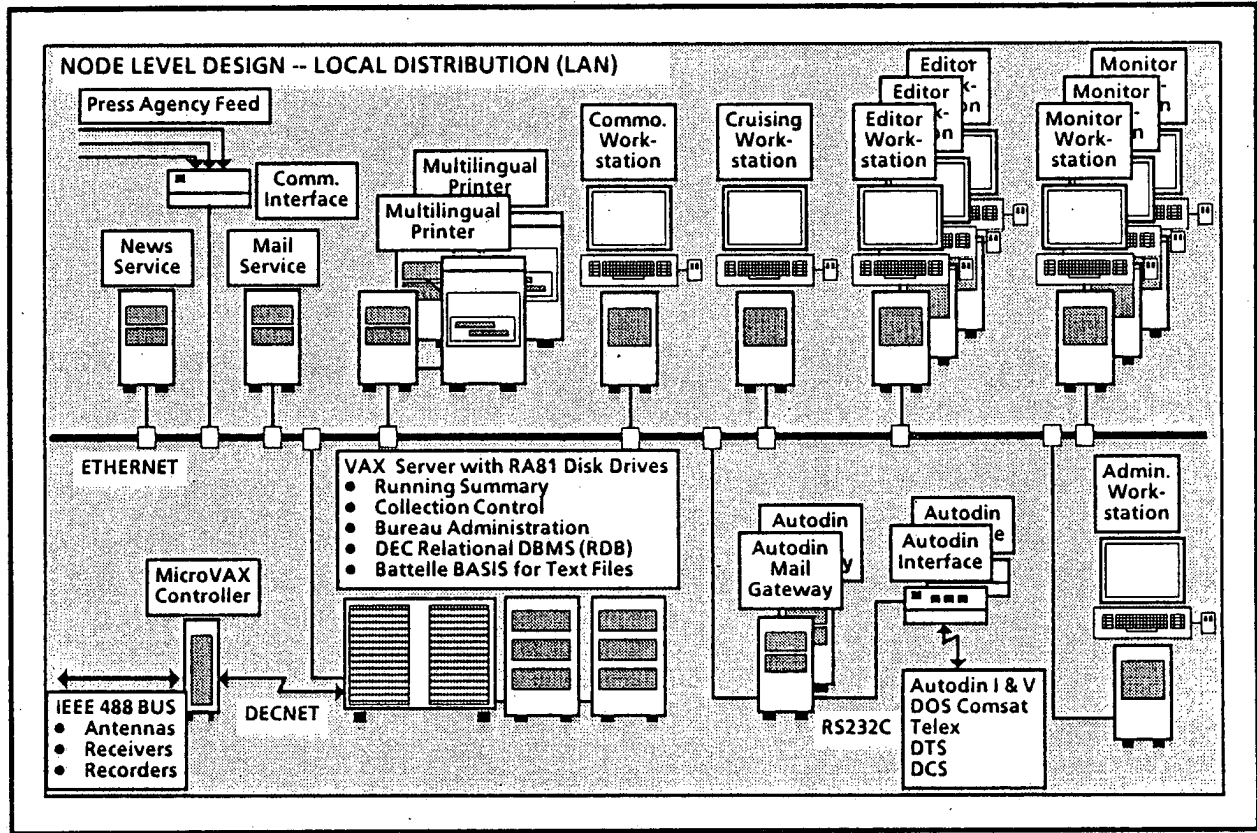 NODE LEVEL DESIGN -- LOCAL DISTRIBUTION (LAN)
Press Agency Feed
Comm.
Interface
News
Service
Mail
Service
Multilingual
Printer
Multilingual
Printer
Commo.
Work-
station
Cruising
Work-
station
Editor
Editor
Editor
Work-
station
Monitor
Monitor
Monitor
Work-
station
ETHERNET
VAX Server with RA81 Disk Drives
● Running Summary
● Collection Control
● Bureau Administration
● DEC Relational DBMS (RDB)
● Battelle BASIS for Text Files
MicroVAX
Controller
DECNET
IEEE 488 BUS
● Antennas
● Receivers
● Recorders
Autodin
Autodin
Mail
Gateway
Autodin
Autodin
Interface
RS232C
Autodin I & V
DOS Comsat
Telex
DTS
DCS
Admin.
Work-
station